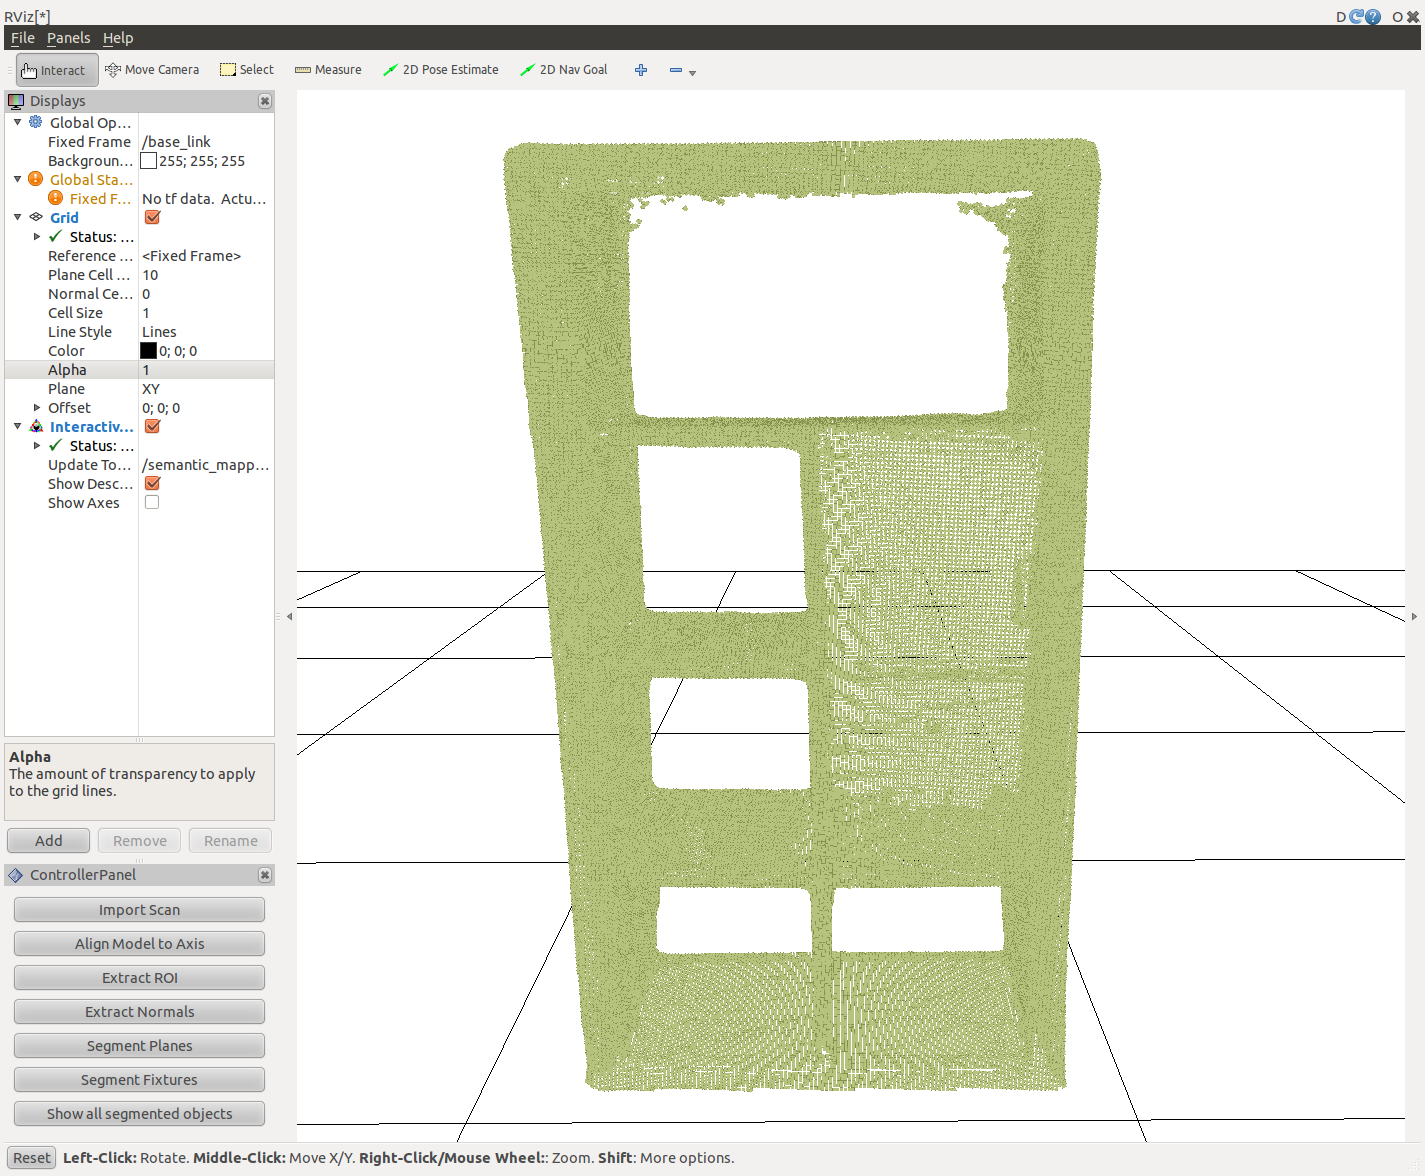 RViz[*]
D O
File Panels Help
Interact Move Camera Select Measure 2D Pose Estimate 2D Nav Goal
Displays
Global Op...
Fixed Frame /base_link
Backgroun... 255; 255; 255
Global Sta...
Fixed F... No tf data. Actu...
Grid
Status: ...
Reference ... <Fixed Frame>
Plane Cell ... 10
Normal Ce... 0
Cell Size 1
Line Style Lines
Color 0; 0; 0
Alpha 1
Plane XY
Offset 0; 0; 0
Interactiv...
Status: ...
Update To... /semantic_mapp...
Show Desc...
Show Axes
Alpha
The amount of transparency to apply
to the grid lines.
Add Remove Rename
ControllerPanel
Import Scan
Align Model to Axis
Extract ROI
Extract Normals
Segment Planes
Segment Fixtures
Show all segmented objects
Reset Left-Click: Rotate. Middle-Click: Move X/Y. Right-Click/Mouse Wheel:: Zoom. Shift: More options.